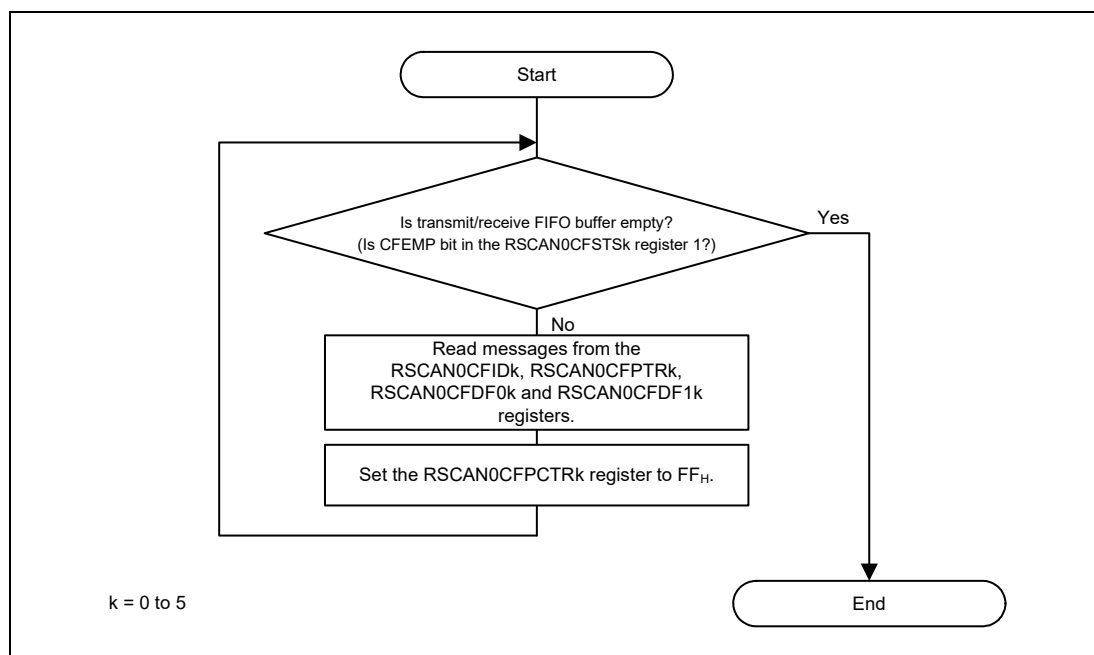 Start
Is transmit/receive FIFO buffer empty?
(Is CFEMP bit in the RSCAN0CFSTSk register 1?)
Yes
No
Read messages from the
RSCAN0CFIDk, RSCAN0CFPTRk,
RSCAN0CFDF0k and RSCAN0CFDF1k
registers.
Set the RSCAN0CFPCTRk register to FFH.
k = 0 to 5
End